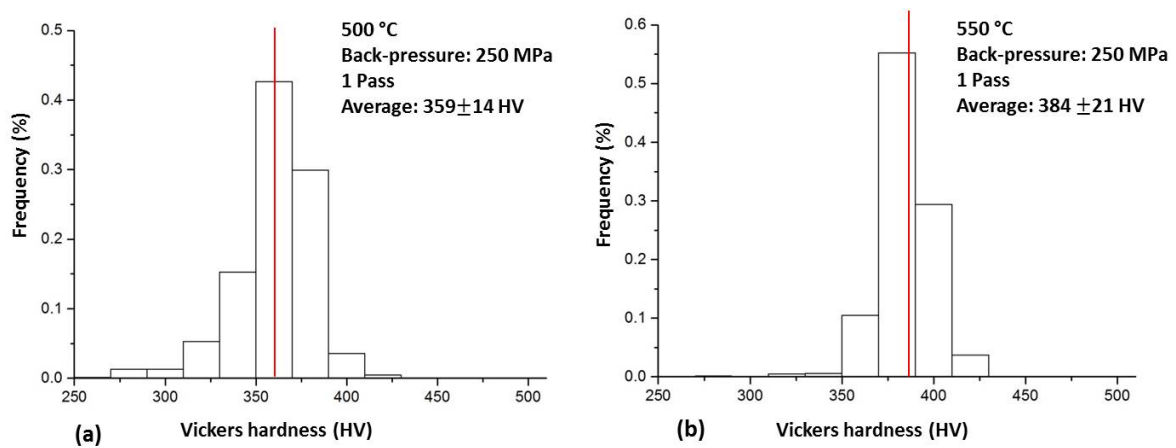 500 °C
Back-pressure: 250 MPa
1 Pass
Average: 359±14 HV
Frequency (%)
0.5
0.4
0.3
0.2
0.1
0.0
250 300 350 400 450 500
Vickers hardness (HV)
(a)
550 °C
Back-pressure: 250 MPa
1 Pass
Average: 384 ±21 HV
Frequency (%)
0.6
0.5
0.4
0.3
0.2
0.1
0.0
250 300 350 400 450 500
Vickers hardness (HV)
(b)